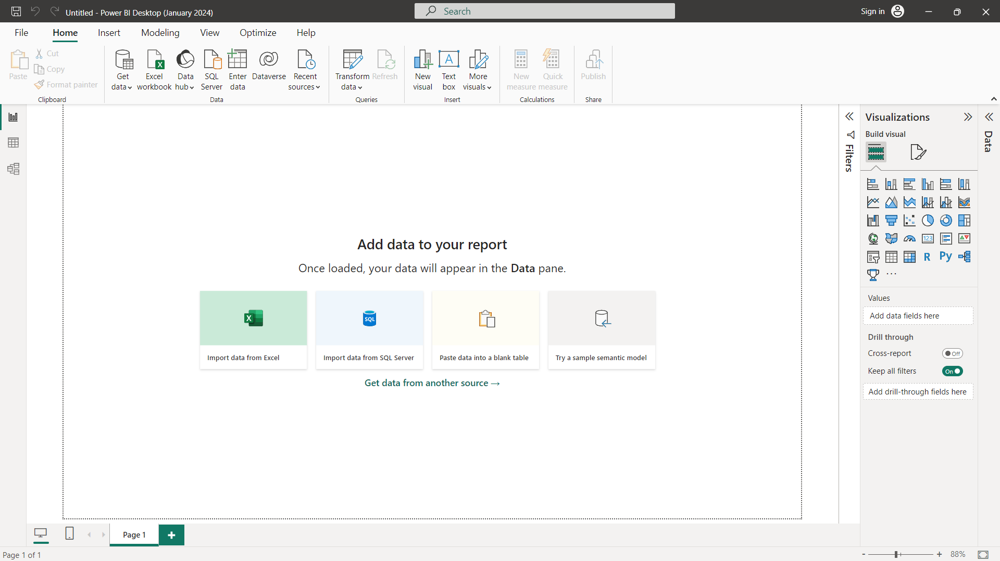 Untitled - Power BI Desktop (January 2024)
Search
Sign in
File
Home
Insert
Modeling
View
Optimize
Help
Paste
Cut
Copy
Format painter
Clipboard
Get
data
Excel
workbook
Data
hub
SQL
Server
Enter
data
Dataverse
Recent
sources
Data
Transform
data
Refresh
Queries
New
visual
Text
box
More
visuals
Insert
New
measure
Quick
measure
Calculations
Publish
Share
Filters
Visualizations
Build visual
Data
123
R
Py
...
Values
Add data fields here
Drill through
Cross-report
Off
Keep all filters
On
Add drill-through fields here
Add data to your report
Once loaded, your data will appear in the Data pane.
X
SQL
Import data from Excel
Import data from SQL Server
Paste data into a blank table
Try a sample semantic model
Get data from another source →
Page 1
+
Page 1 of 1
- + 88%